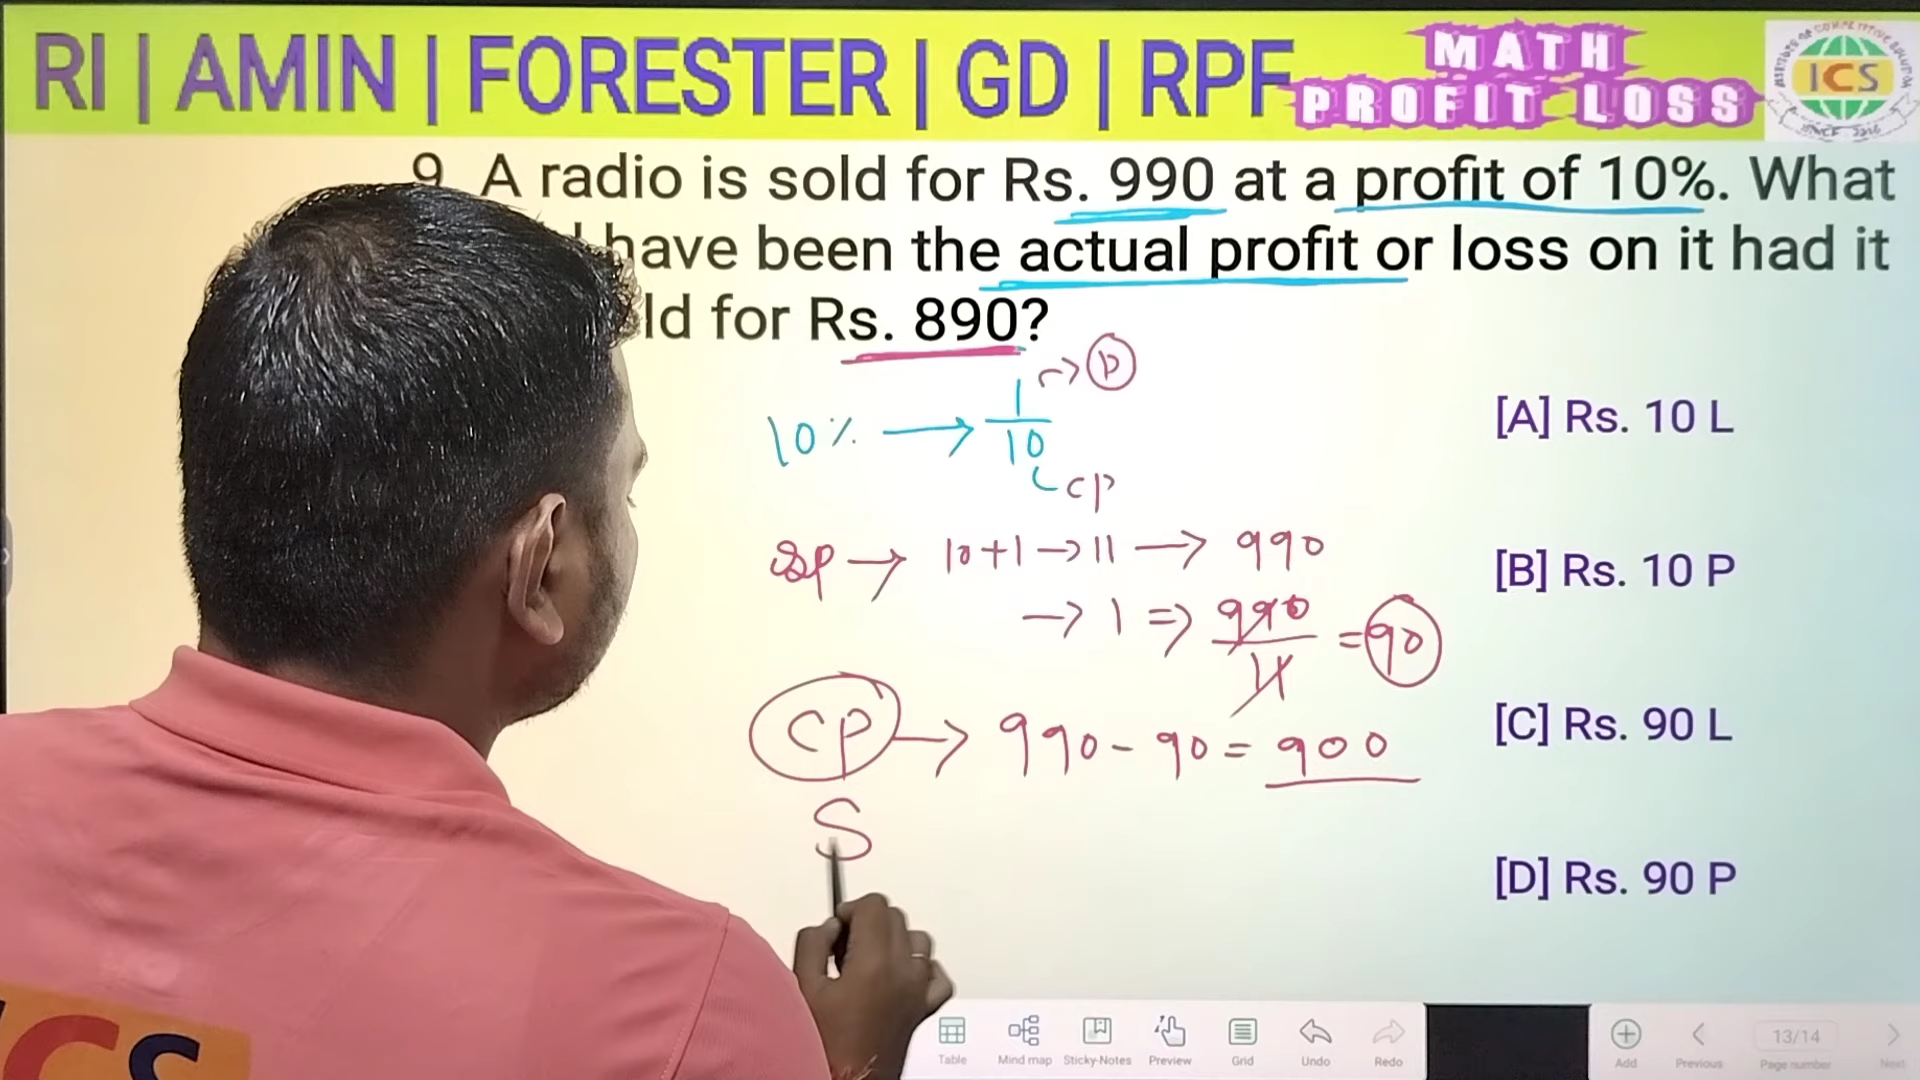 RI | AMIN | FORESTER | GD | RPF
MATH
PROFIT LOSS
ICS
9 A radio is sold for Rs. 990 at a profit of 10%. What
have been the actual profit or loss on it had it
ld for Rs. 890?
10% → 1/10
P
CP
[A] Rs. 10 L
SP → 10+1 → 11 → 990
[B] Rs. 10 P
→ 1 ⇒ 990/11 = 90
CP → 990 - 90 = 900
[C] Rs. 90 L
S
[D] Rs. 90 P
CS
Table Mind map Sticky-Notes Preview Grid Undo Redo
Add Previous 13/14 Page number Next